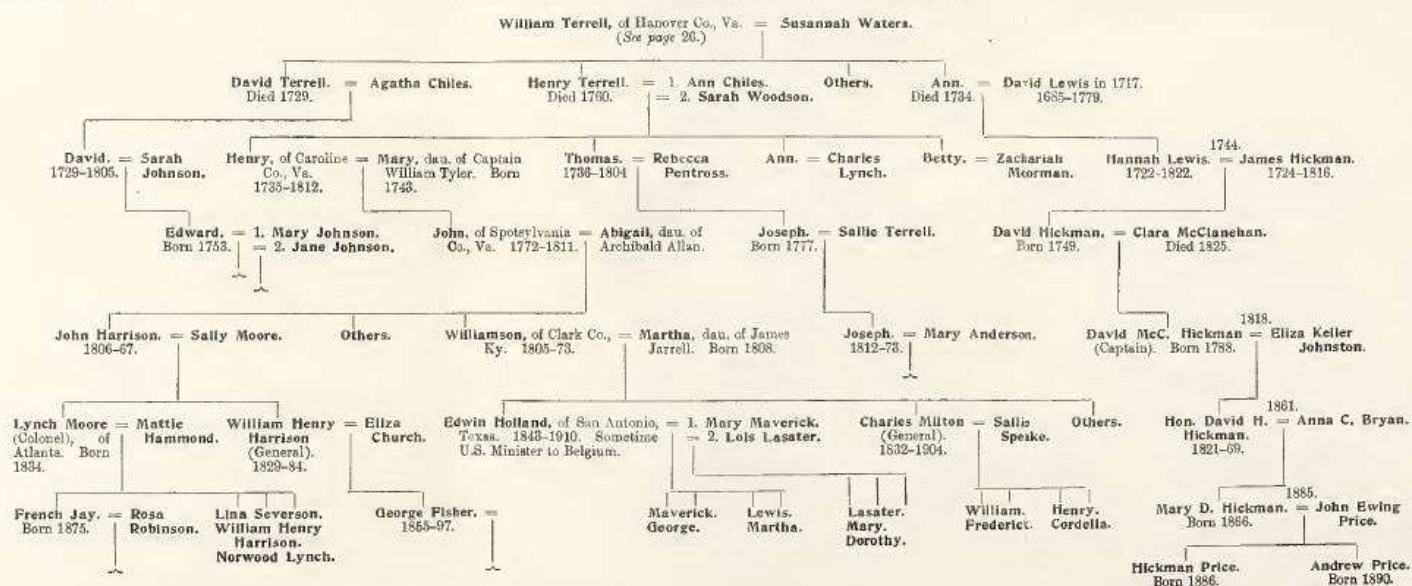 William Terrell, of Hanover Co., Va. = Susannah Waters.
(See page 26.)
David Terrell. = Agatha Chiles.
Died 1729.
Henry Terrell. = 1. Ann Chiles.
Died 1760. = 2. Sarah Woodson.
Others.
Ann. = David Lewis in 1717.
Died 1734. 1685-1779.
David. = Sarah
1729-1805. Johnson.
Henry, of Caroline = Mary, dau. of Captain
Co., Va. William Tyler. Born
1735-1812. 1743.
Thomas. = Rebecca
1736-1804 Pentross.
Ann. = Charles
Lynch.
Betty. = Zachariah
Moorman.
1744.
Hannah Lewis. = James Hickman.
1722-1822. 1724-1816.
Edward. = 1. Mary Johnson.
Born 1753. = 2. Jane Johnson.
John, of Spotsylvania = Abigail, dau. of
Co., Va. 1772-1811. Archibald Allan.
Joseph. = Sallie Terrell.
Born 1777.
David Hickman. = Clara McClanehan.
Born 1749. Died 1825.
John Harrison. = Sally Moore.
1806-67.
Others.
Williamson, of Clark Co., = Martha, dau. of James
Ky. 1805-73. Jarrell. Born 1808.
Joseph. = Mary Anderson.
1812-73.
1818.
David McC. Hickman = Eliza Keller
(Captain). Born 1788. Johnston.
Lynch Moore = Mattie
(Colonel), of Hammond.
Atlanta. Born
1834.
William Henry = Eliza
Harrison Church.
(General).
1829-84.
Edwin Holland, of San Antonio, = 1. Mary Maverick.
Texas. 1848-1910. Sometime = 2. Lois Lasater.
U.S. Minister to Belgium.
Charles Milton = Sallie
(General). Speake.
1832-1904.
Others.
1861.
Hon. David H. = Anna C. Bryan.
Hickman.
1821-69.
French Jay. = Rosa
Born 1875. Robinson.
Lina Severson.
William Henry
Harrison.
Norwood Lynch.
George Fisher. =
1855-97.
Maverick. Lewis.
George. Martha.
Lasater.
Mary.
Dorothy.
William. Henry.
Frederict. Cordella.
1885.
Mary D. Hickman. = John Ewing
Born 1866. Price.
Hickman Price.
Born 1886.
Andrew Price.
Born 1890.